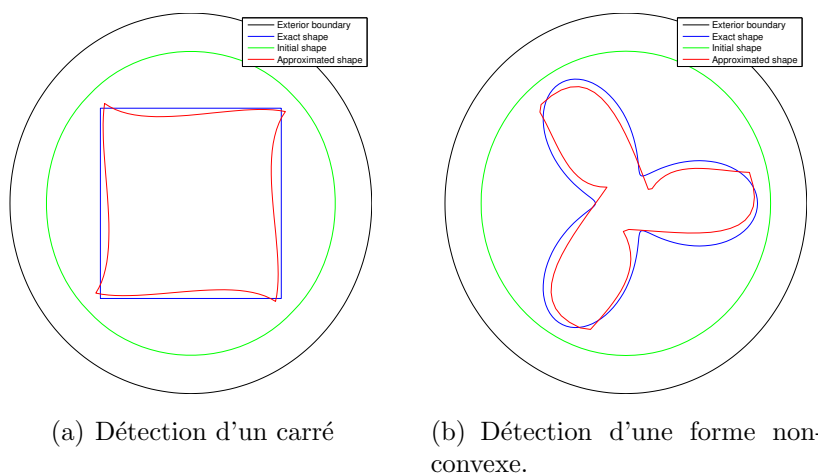 Exterior boundary
Exact shape
Initial shape
Approximated shape
Exterior boundary
Exact shape
Initial shape
Approximated shape
(a) Détection d'un carré
(b) Détection d'une forme non-
convexe.